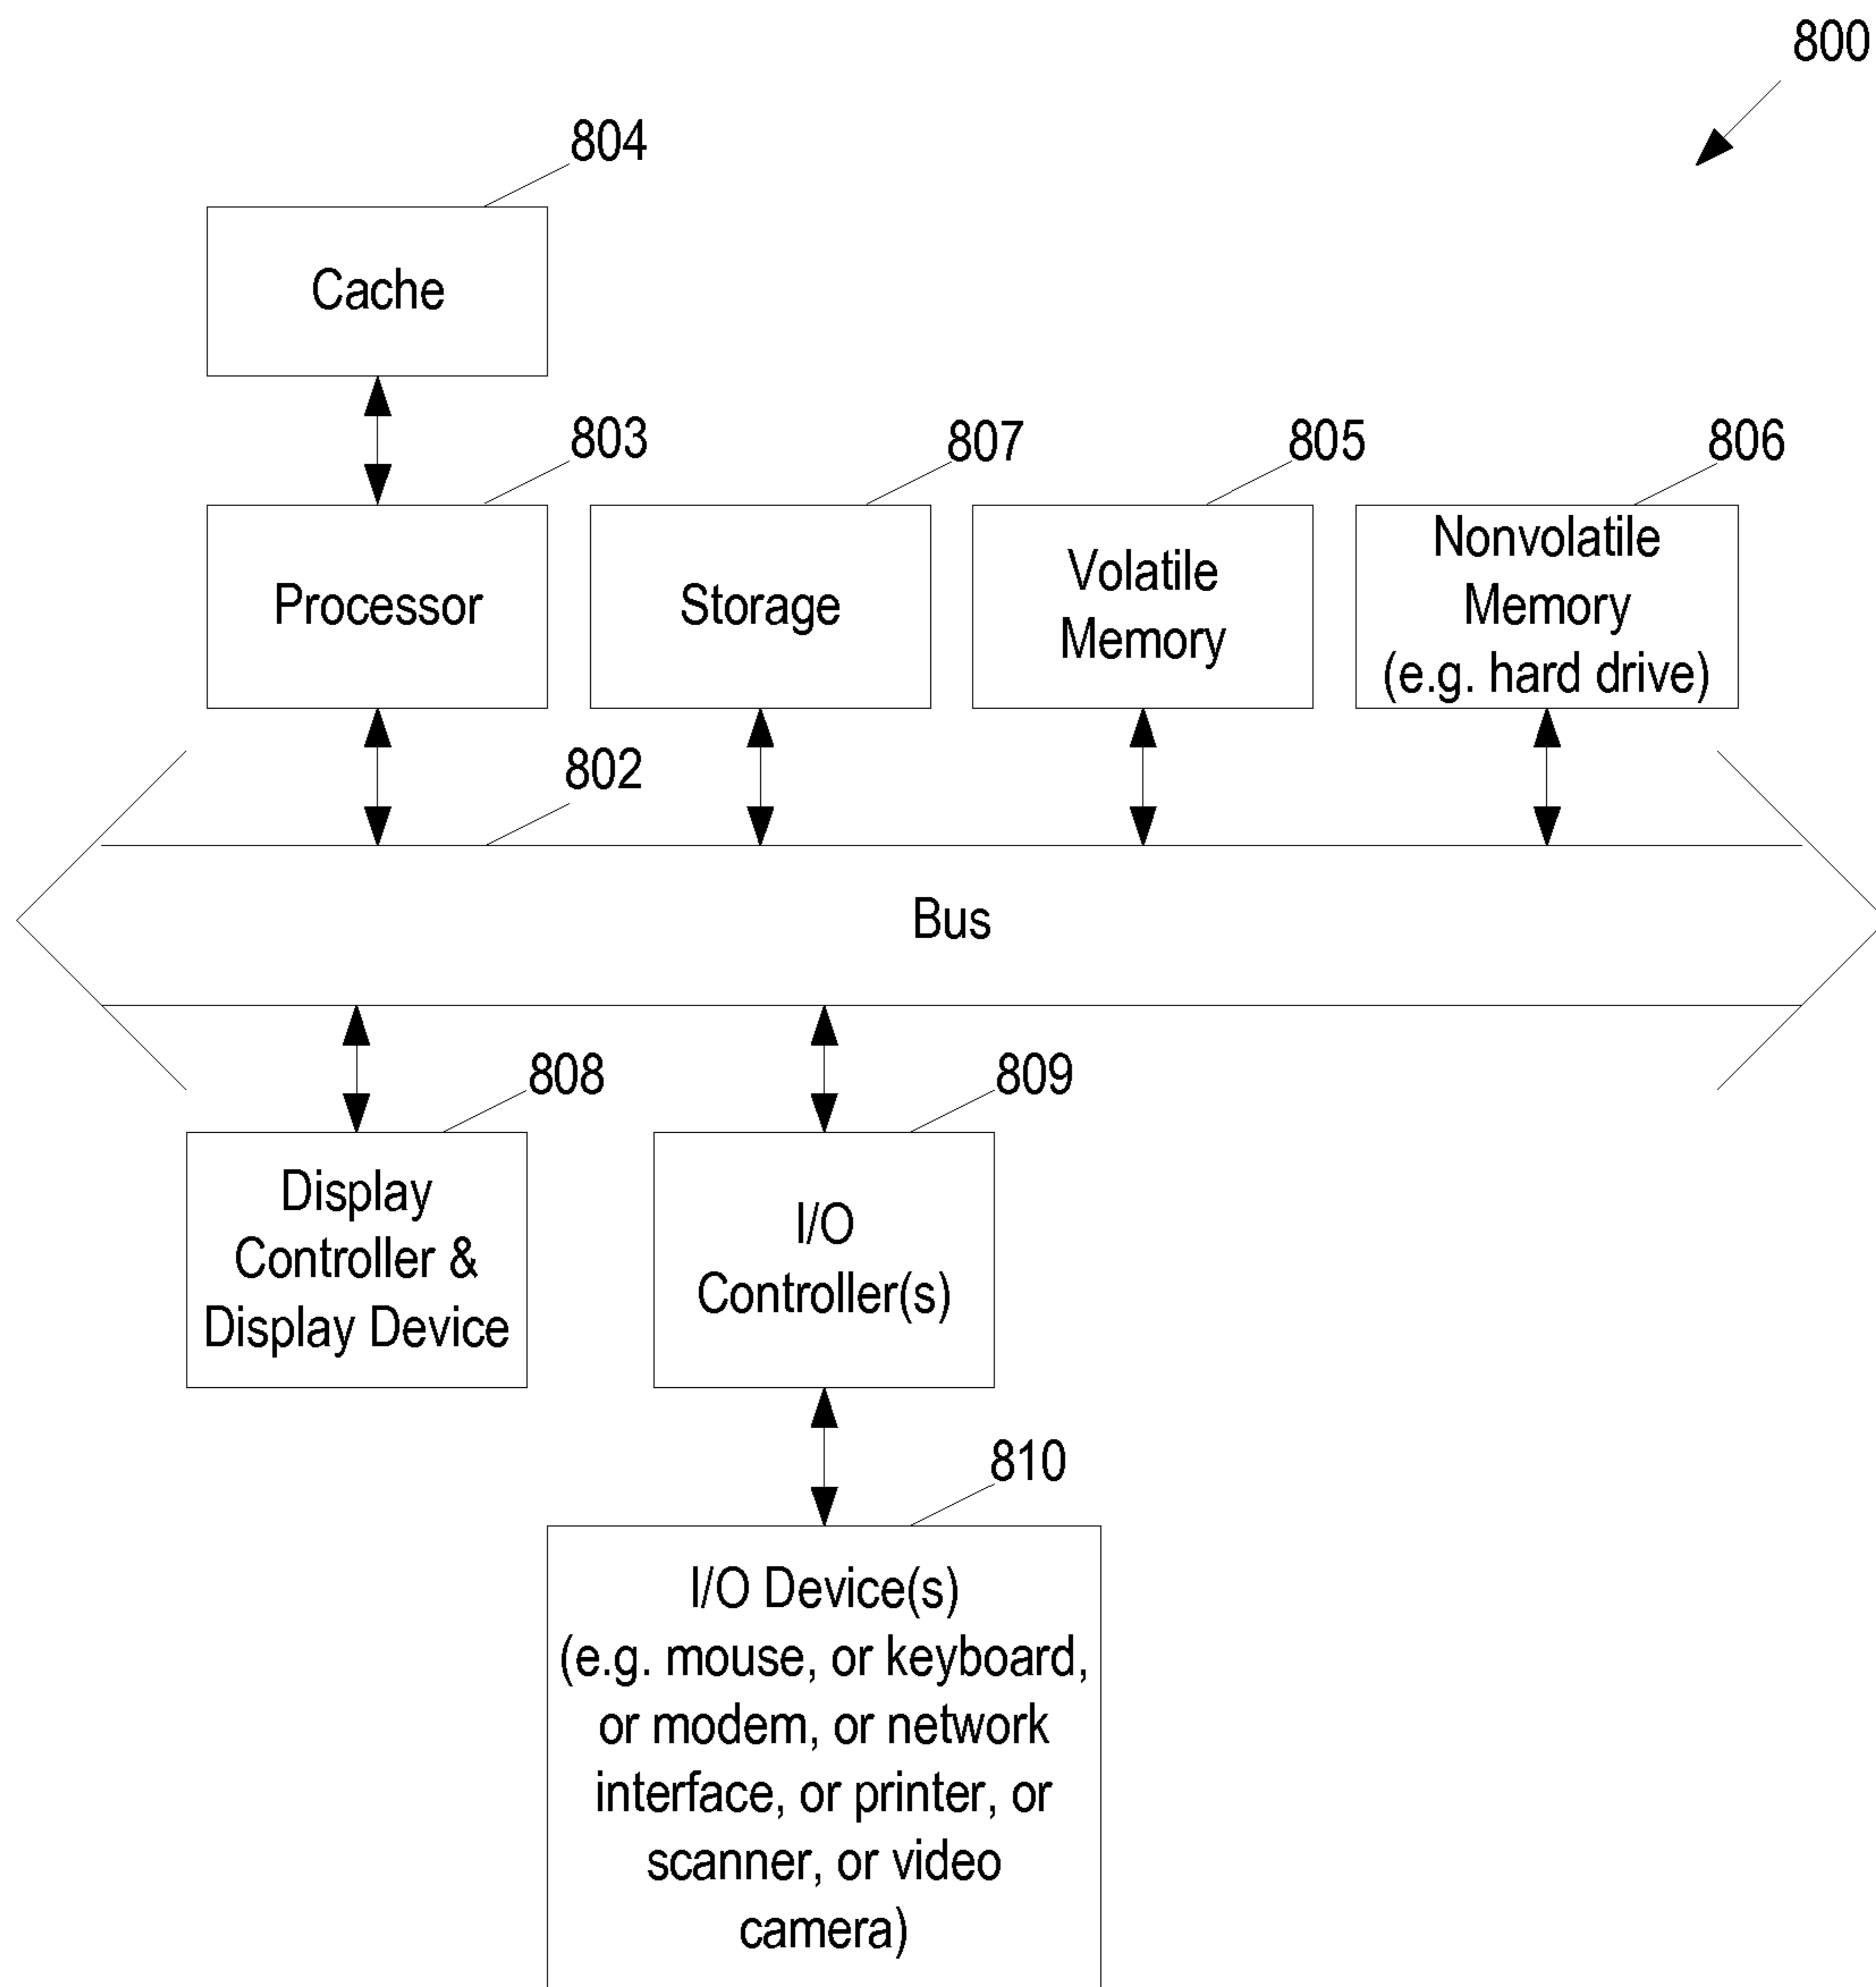 800
804
Cache
803
807
805
806
Processor
Storage
Volatile
Memory
Nonvolatile
Memory
(e.g. hard drive)
802
Bus
808
809
Display
Controller &
Display Device
I/O
Controller(s)
810
I/O Device(s)
(e.g. mouse, or keyboard,
or modem, or network
interface, or printer, or
scanner, or video
camera)